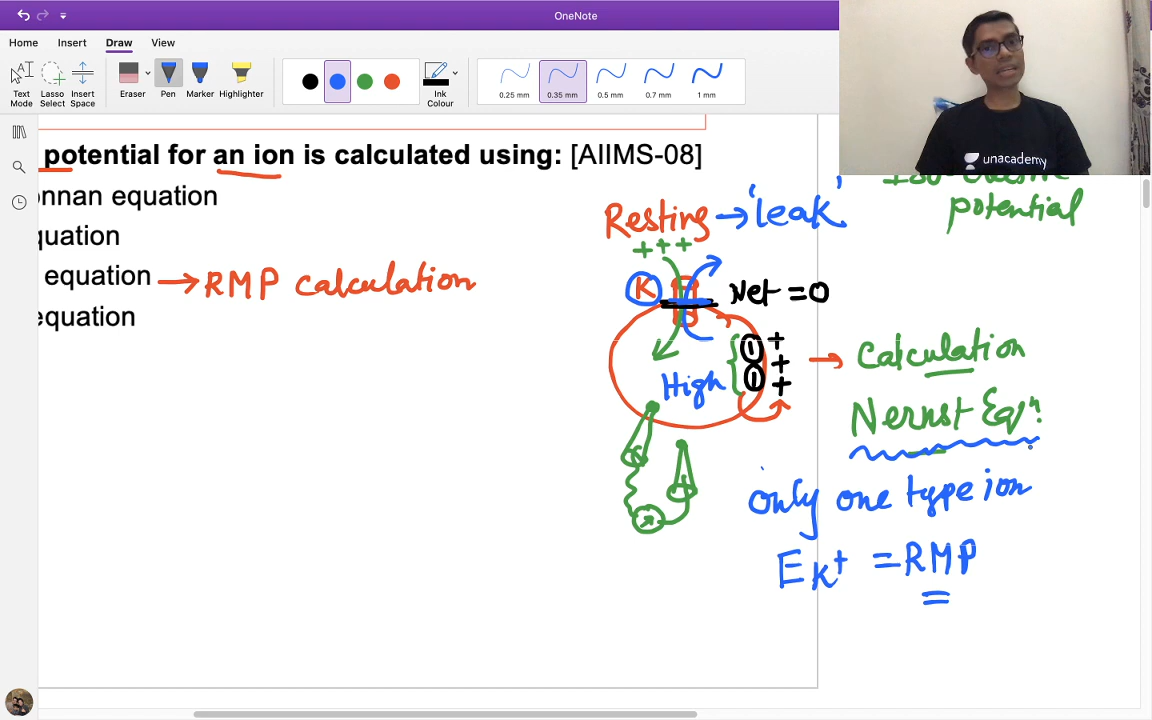 OneNote
Home Insert Draw View
Text Mode
Lasso Select
Insert Space
Eraser
Pen
Marker
Highlighter
Ink Colour
0.25 mm
0.35 mm
0.5 mm
0.7 mm
1 mm
unacademy
potential for an ion is calculated using: [AIIMS-08]
onnan equation
quation
equation → RMP calculation
equation
potential
Resting → 'leak'
+ + +
K
Net = 0
High
+
+
+
→ Calculation
Nernst Eqn
only one type ion
EK+ = RMP